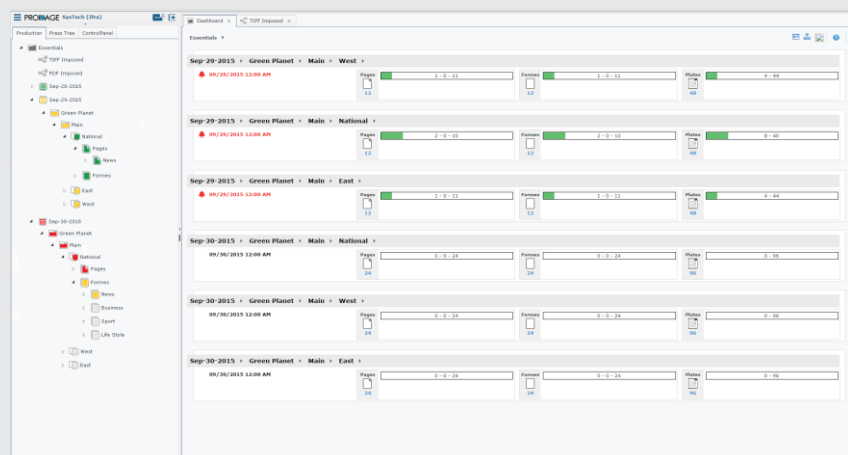 PROIMAGE SysTech (Ifra)
Production Press Tree ControlPanel
Essentials
TIFF Imposed
PDF Imposed
Sep-28-2015
Sep-29-2015
Green Planet
Main
National
Pages
News
Formes
East
West
Sep-30-2015
Green Planet
Main
National
Pages
Formes
News
Business
Sport
Life Style
West
East
Dashboard × TIFF Imposed ×
Essentials
Sep-29-2015 Green Planet Main West
09/29/2015 12:00 AM Pages 1 - 0 - 11 Formes 1 - 0 - 11 Plates 4 - 44
12 12 48
Sep-29-2015 Green Planet Main National
09/29/2015 12:00 AM Pages 2 - 0 - 10 Formes 2 - 0 - 10 Plates 8 - 40
12 12 48
Sep-29-2015 Green Planet Main East
09/29/2015 12:00 AM Pages 1 - 0 - 11 Formes 1 - 0 - 11 Plates 4 - 44
12 12 48
Sep-30-2015 Green Planet Main National
09/30/2015 12:00 AM Pages 0 - 0 - 24 Formes 0 - 0 - 24 Plates 0 - 96
24 24 96
Sep-30-2015 Green Planet Main West
09/30/2015 12:00 AM Pages 0 - 0 - 24 Formes 0 - 0 - 24 Plates 0 - 96
24 24 96
Sep-30-2015 Green Planet Main East
09/30/2015 12:00 AM Pages 0 - 0 - 24 Formes 0 - 0 - 24 Plates 0 - 96
24 24 96